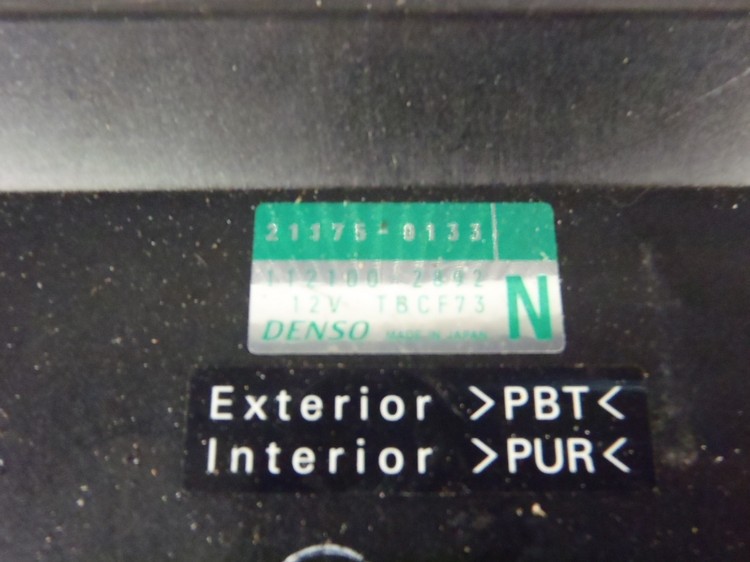 21175-0133
112100-2892
12V TBCF73
DENSO MADE IN JAPAN
N
Exterior >PBT<
Interior >PUR<